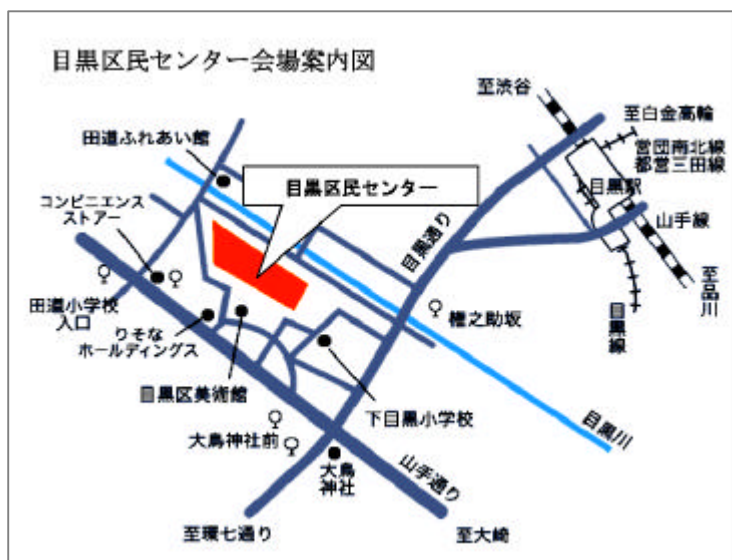 目黒区民センター会場案内図
至渋谷
至白金高輪
営団南北線
都営三田線
目黒駅
山手線
至品川
目黒線
田道ふれあい館
目黒区民センター
コンビニエンス
ストアー
目黒通り
田道小学校
入口
りそな
ホールディングス
権之助坂
目黒区美術館
下目黒小学校
大鳥神社前
大鳥
神社
山手通り
目黒川
至環七通り
至大崎